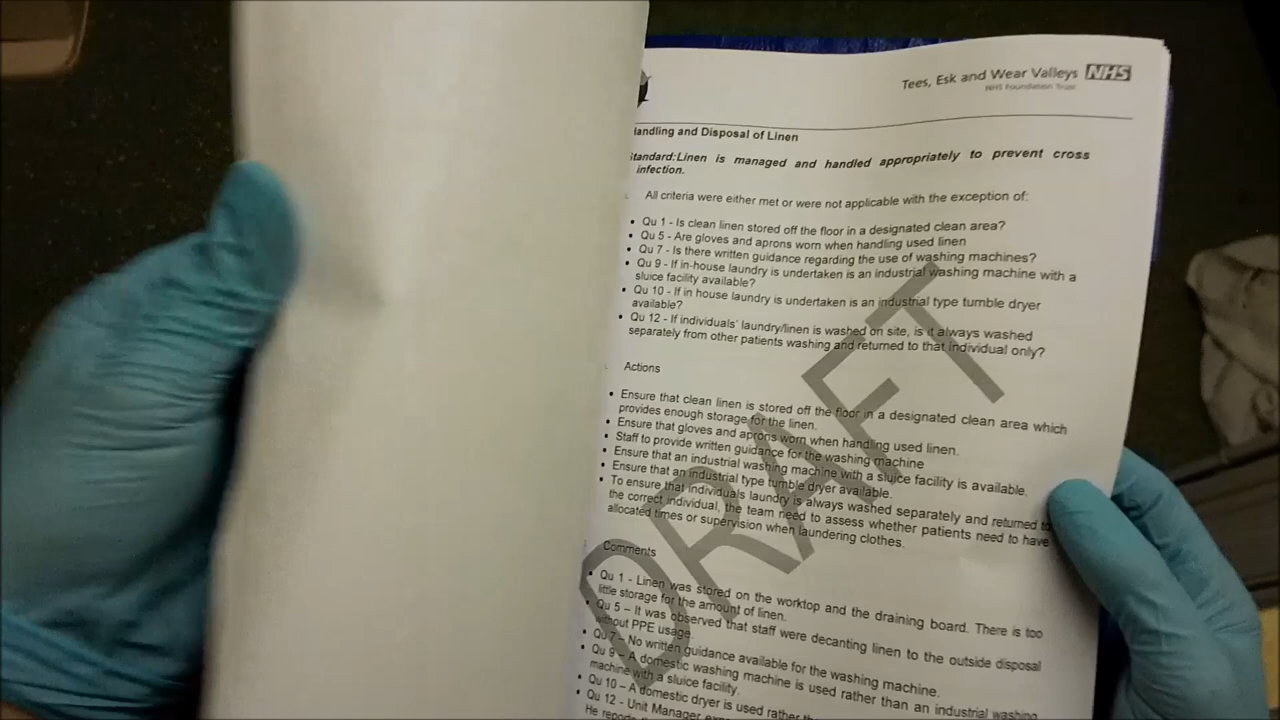 Tees, Esk and Wear Valleys NHS
NHS Foundation Trust
andling and Disposal of Linen
tandard:Linen is managed and handled appropriately to prevent cross
infection.
All criteria were either met or were not applicable with the exception of:
• Qu 1 - Is clean linen stored off the floor in a designated clean area?
• Qu 5 - Are gloves and aprons worn when handling used linen
• Qu 7 - Is there written guidance regarding the use of washing machines?
• Qu 9 - If in-house laundry is undertaken is an industrial washing machine with a
sluice facility available?
• Qu 10 - If in house laundry is undertaken is an industrial type tumble dryer
available?
• Qu 12 - If individuals' laundry/linen is washed on site, is it always washed
separately from other patients washing and returned to that individual only?
Actions
• Ensure that clean linen is stored off the floor in a designated clean area which
provides enough storage for the linen.
• Ensure that gloves and aprons worn when handling used linen.
• Staff to provide written guidance for the washing machine
• Ensure that an industrial washing machine with a sluice facility is available.
• Ensure that an industrial type tumble dryer available.
• To ensure that individuals laundry is always washed separately and returned to
the correct individual, the team need to assess whether patients need to have
allocated times or supervision when laundering clothes.
Comments
• Qu 1 - Linen was stored on the worktop and the draining board. There is too
little storage for the amount of linen.
• Qu 5 – It was observed that staff were decanting linen to the outside disposal
without PPE usage.
• Qu 7 – No written guidance available for the washing machine.
• Qu 9 – A domestic washing machine is used rather than an industrial washing
machine with a sluice facility.
• Qu 10 – A domestic dryer is used rather
• Qu 12 - Unit Manager
He
DRAFT